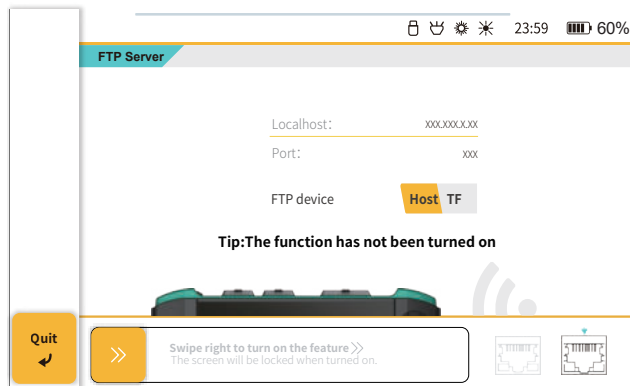 23:59 60%
FTP Server
Localhost: xxx.xxx.x.xx
Port: xxx
FTP device Host TF
Tip:The function has not been turned on
Quit
Swipe right to turn on the feature
The screen will be locked when turned on.